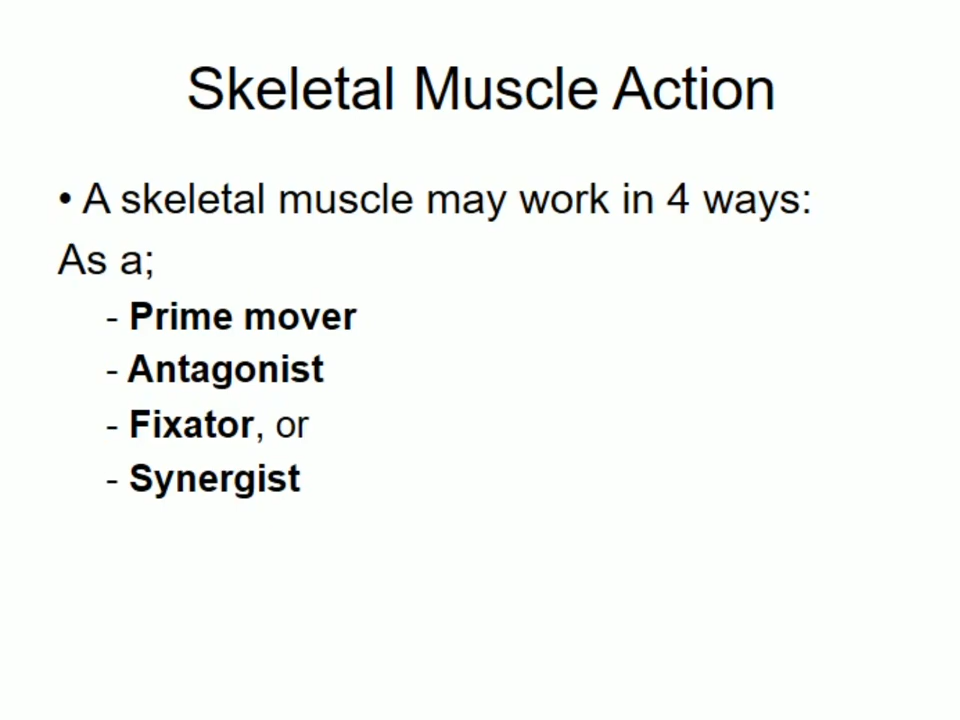 Skeletal Muscle Action
• A skeletal muscle may work in 4 ways:
As a;
- Prime mover
- Antagonist
- Fixator, or
- Synergist